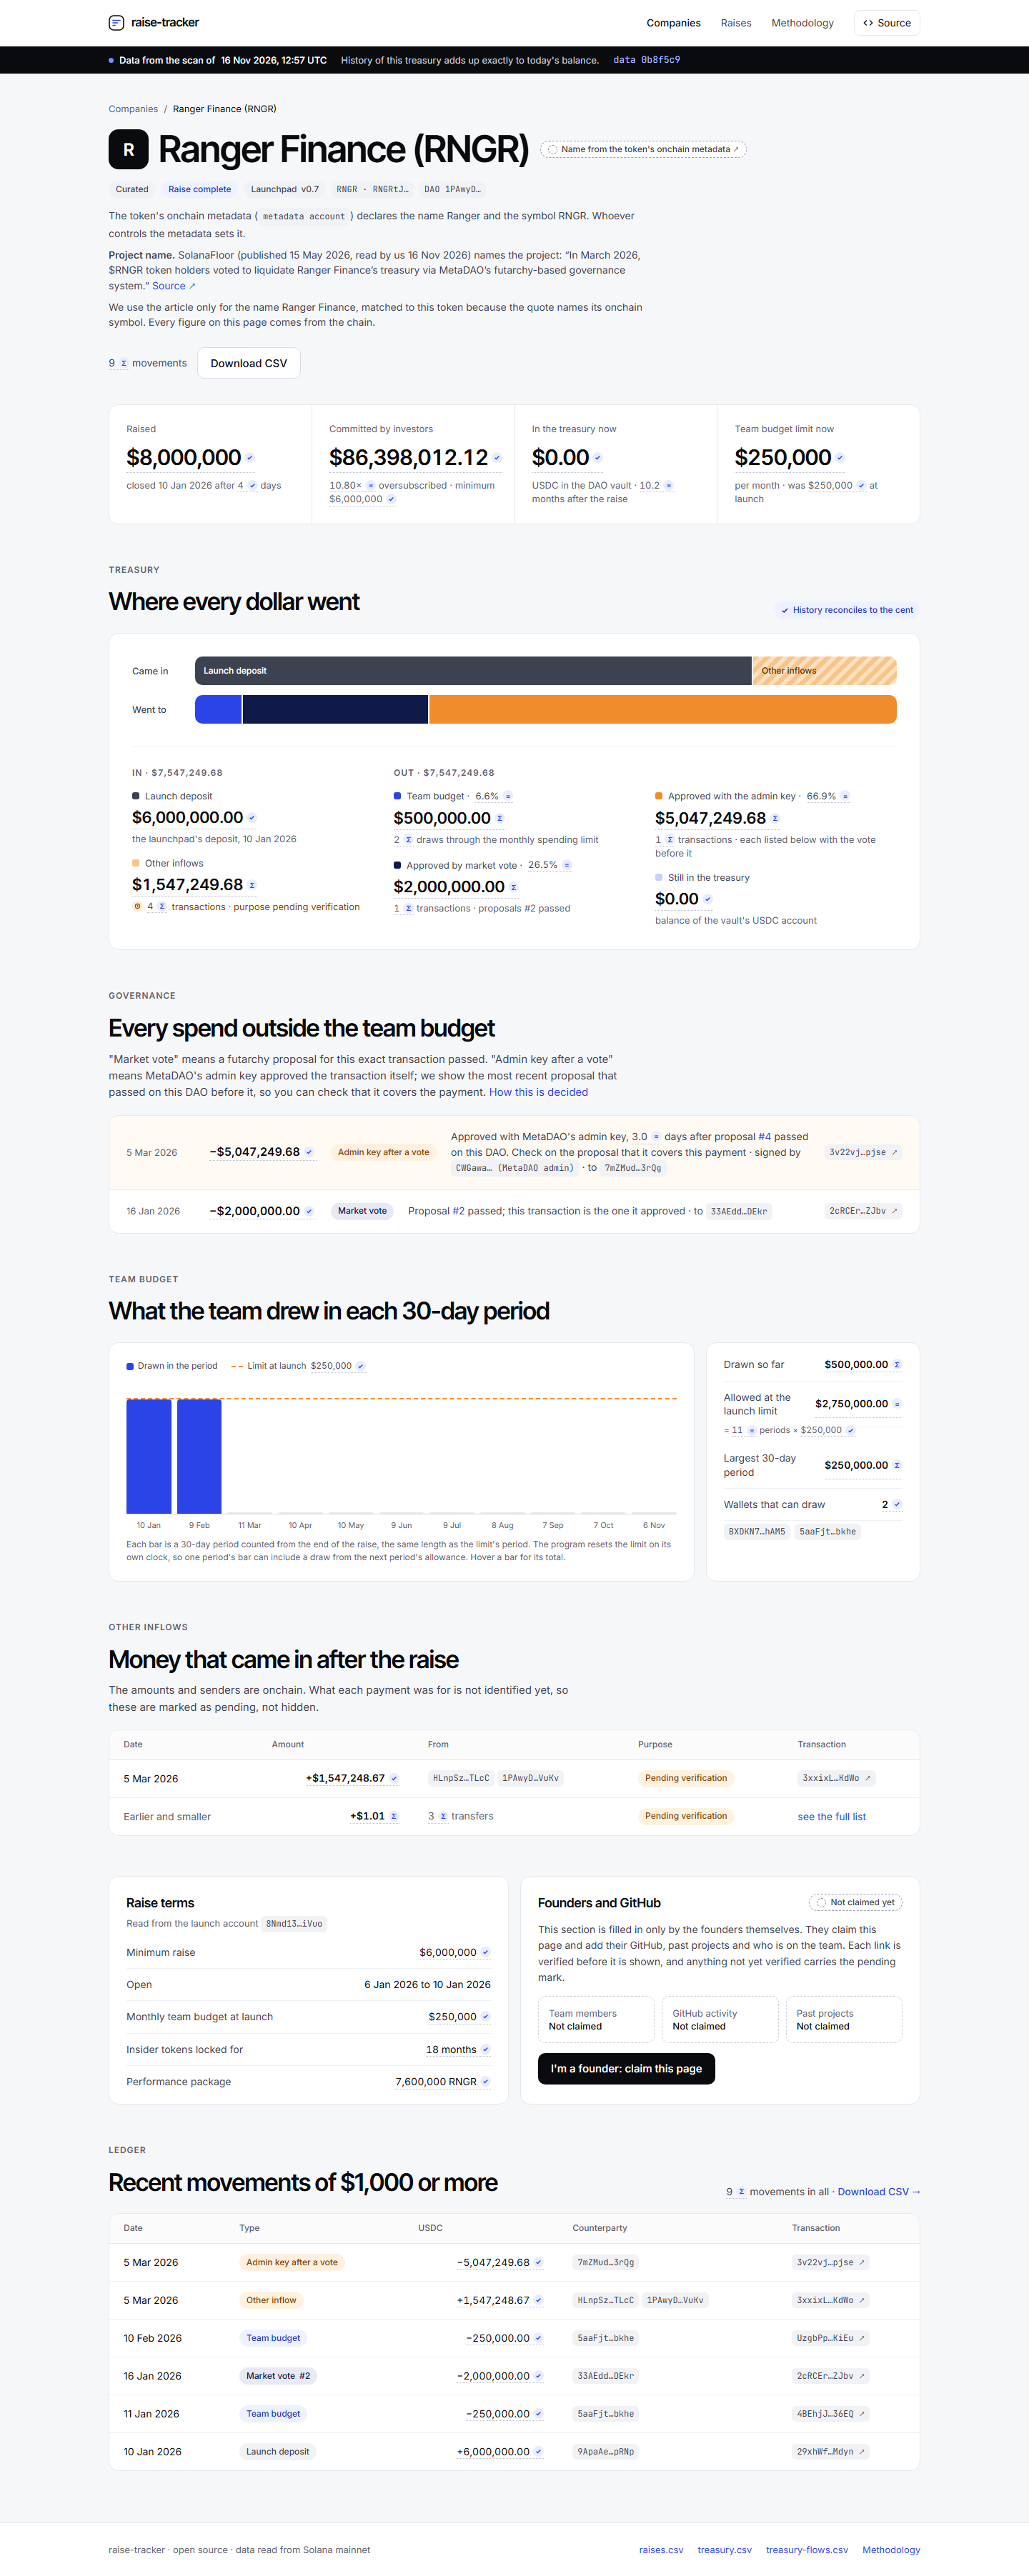 raise-tracker
Companies Raises Methodology Source
Data from the scan of 16 Nov 2026, 12:57 UTC History of this treasury adds up exactly to today's balance. data 0b8f5c9
Companies / Ranger Finance (RNGR)
R Ranger Finance (RNGR) Name from the token's onchain metadata ↗
Curated Raise complete Launchpad v0.7 RNGR · RNGRtJ… DAO 1PAwyD…
The token's onchain metadata ( metadata account ) declares the name Ranger and the symbol RNGR. Whoever
controls the metadata sets it.
Project name. SolanaFloor (published 15 May 2026, read by us 16 Nov 2026) names the project: “In March 2026,
$RNGR token holders voted to liquidate Ranger Finance’s treasury via MetaDAO’s futarchy-based governance
system.” Source ↗
We use the article only for the name Ranger Finance, matched to this token because the quote names its onchain
symbol. Every figure on this page comes from the chain.
9 Σ movements Download CSV
Raised
$8,000,000 ✓
closed 10 Jan 2026 after 4 ✓ days
Committed by investors
$86,398,012.12 ✓
10.80× = oversubscribed · minimum
$6,000,000 ✓
In the treasury now
$0.00 ✓
USDC in the DAO vault · 10.2 =
months after the raise
Team budget limit now
$250,000 ✓
per month · was $250,000 ✓ at
launch
TREASURY
Where every dollar went
✓ History reconciles to the cent
Came in Launch deposit Other inflows
Went to
IN · $7,547,249.68
Launch deposit
$6,000,000.00 ✓
the launchpad's deposit, 10 Jan 2026
Other inflows
$1,547,249.68 Σ
4 Σ transactions · purpose pending verification
OUT · $7,547,249.68
Team budget · 6.6% =
$500,000.00 Σ
2 Σ draws through the monthly spending limit
Approved by market vote · 26.5% =
$2,000,000.00 Σ
1 Σ transactions · proposals #2 passed
Approved with the admin key · 66.9% =
$5,047,249.68 Σ
1 Σ transactions · each listed below with the vote
before it
Still in the treasury
$0.00 ✓
balance of the vault's USDC account
GOVERNANCE
Every spend outside the team budget
"Market vote" means a futarchy proposal for this exact transaction passed. "Admin key after a vote"
means MetaDAO's admin key approved the transaction itself; we show the most recent proposal that
passed on this DAO before it, so you can check that it covers the payment. How this is decided
5 Mar 2026 −$5,047,249.68 ✓ Admin key after a vote
Approved with MetaDAO's admin key, 3.0 = days after proposal #4 passed
on this DAO. Check on the proposal that it covers this payment · signed by
CWGawa… (MetaDAO admin) · to 7mZMud…3rQg
3v22vj…pjse ↗
16 Jan 2026 −$2,000,000.00 ✓ Market vote Proposal #2 passed; this transaction is the one it approved · to 33AEdd…DEkr 2cRCEr…ZJbv ↗
TEAM BUDGET
What the team drew in each 30-day period
Drawn in the period Limit at launch $250,000 ✓
10 Jan 9 Feb 11 Mar 10 Apr 10 May 9 Jun 9 Jul 8 Aug 7 Sep 7 Oct 6 Nov
Each bar is a 30-day period counted from the end of the raise, the same length as the limit's period. The program resets the limit on its
own clock, so one period's bar can include a draw from the next period's allowance. Hover a bar for its total.
Drawn so far $500,000.00 Σ
Allowed at the
launch limit $2,750,000.00 =
= 11 = periods × $250,000 ✓
Largest 30-day
period $250,000.00 Σ
Wallets that can draw 2 ✓
BXDKN7…hAM5 5aaFjt…bkhe
OTHER INFLOWS
Money that came in after the raise
The amounts and senders are onchain. What each payment was for is not identified yet, so
these are marked as pending, not hidden.
Date Amount From Purpose Transaction
5 Mar 2026 +$1,547,248.67 ✓ HLnpSz…TLcC 1PAwyD…VuKv Pending verification 3xxixL…KdWo ↗
Earlier and smaller +$1.01 Σ 3 Σ transfers Pending verification see the full list
Raise terms
Read from the launch account 8Nmd13…iVuo
Minimum raise $6,000,000 ✓
Open 6 Jan 2026 to 10 Jan 2026
Monthly team budget at launch $250,000 ✓
Insider tokens locked for 18 months ✓
Performance package 7,600,000 RNGR ✓
Founders and GitHub Not claimed yet
This section is filled in only by the founders themselves. They claim this
page and add their GitHub, past projects and who is on the team. Each link is
verified before it is shown, and anything not yet verified carries the pending
mark.
Team members GitHub activity Past projects
Not claimed Not claimed Not claimed
I'm a founder: claim this page
LEDGER
Recent movements of $1,000 or more
9 Σ movements in all · Download CSV →
Date Type USDC Counterparty Transaction
5 Mar 2026 Admin key after a vote −5,047,249.68 ✓ 7mZMud…3rQg 3v22vj…pjse ↗
5 Mar 2026 Other inflow +1,547,248.67 ✓ HLnpSz…TLcC 1PAwyD…VuKv 3xxixL…KdWo ↗
10 Feb 2026 Team budget −250,000.00 ✓ 5aaFjt…bkhe UzgbPp…KiEu ↗
16 Jan 2026 Market vote #2 −2,000,000.00 ✓ 33AEdd…DEkr 2cRCEr…ZJbv ↗
11 Jan 2026 Team budget −250,000.00 ✓ 5aaFjt…bkhe 4BEhjJ…36EQ ↗
10 Jan 2026 Launch deposit +6,000,000.00 ✓ 9ApaAe…pRNp 29xhWf…Mdyn ↗
raise-tracker · open source · data read from Solana mainnet
raises.csv treasury.csv treasury-flows.csv Methodology